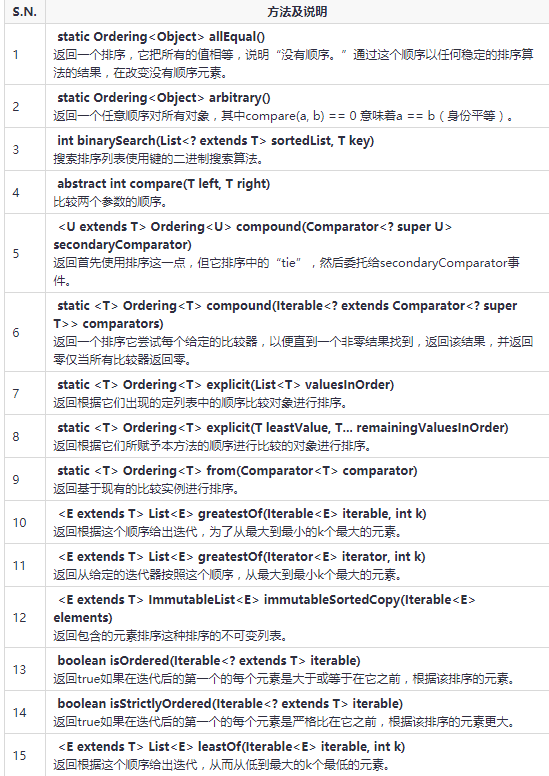 S.N. 方法及说明
1 static Ordering<Object> allEqual()
返回一个排序，它把所有的值相等，说明“没有顺序。”通过这个顺序以任何稳定的排序算
法的结果，在改变没有顺序元素。
2 static Ordering<Object> arbitrary()
返回一个任意顺序对所有对象，其中compare(a, b) == 0 意味着a == b（身份平等）。
3 int binarySearch(List<? extends T> sortedList, T key)
搜索排序列表使用键的二进制搜索算法。
4 abstract int compare(T left, T right)
比较两个参数的顺序。
5 <U extends T> Ordering<U> compound(Comparator<? super U>
secondaryComparator)
返回首先使用排序这一点，但它排序中的“tie”，然后委托给secondaryComparator事
件。
6 static <T> Ordering<T> compound(Iterable<? extends Comparator<? super
T>> comparators)
返回一个排序它尝试每个给定的比较器，以便直到一个非零结果找到，返回该结果，并返回
零仅当所有比较器返回零。
7 static <T> Ordering<T> explicit(List<T> valuesInOrder)
返回根据它们出现的定列表中的顺序比较对象进行排序。
8 static <T> Ordering<T> explicit(T leastValue, T... remainingValuesInOrder)
返回根据它们所赋予本方法的顺序进行比较的对象进行排序。
9 static <T> Ordering<T> from(Comparator<T> comparator)
返回基于现有的比较实例进行排序。
10 <E extends T> List<E> greatestOf(Iterable<E> iterable, int k)
返回根据这个顺序给出迭代，为了从最大到最小的k个最大的元素。
11 <E extends T> List<E> greatestOf(Iterator<E> iterator, int k)
返回从给定的迭代器按照这个顺序，从最大到最小k个最大的元素。
12 <E extends T> ImmutableList<E> immutableSortedCopy(Iterable<E>
elements)
返回包含的元素排序这种排序的不可变列表。
13 boolean isOrdered(Iterable<? extends T> iterable)
返回true如果在迭代后的第一个的每个元素是大于或等于在它之前，根据该排序的元素。
14 boolean isStrictlyOrdered(Iterable<? extends T> iterable)
返回true如果在迭代后的第一个的每个元素是严格比在它之前，根据该排序的元素更大。
15 <E extends T> List<E> leastOf(Iterable<E> iterable, int k)
返回根据这个顺序给出迭代，从而从低到最大的k个最低的元素。